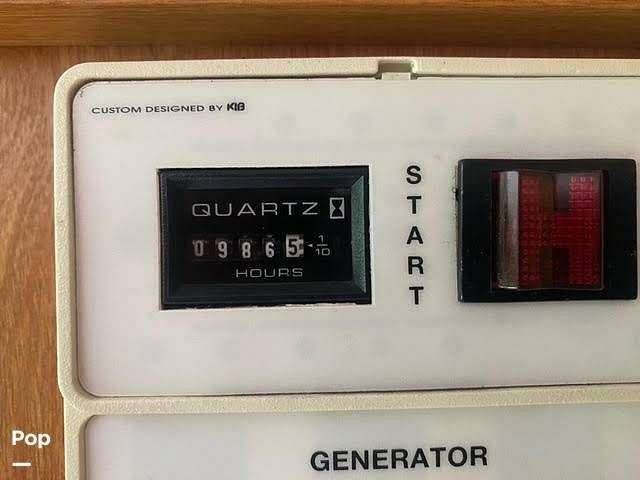 CUSTOM DESIGNED BY KIB
QUARTZ
09865 1/10
HOURS
START
GENERATOR
Pop